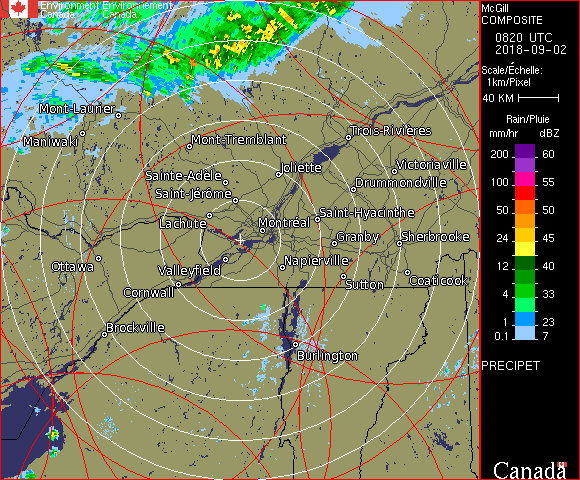 Environment Environnement
Canada Canada
McGill
COMPOSITE
0820 UTC
2018-09-02
Scale/Échelle:
1km/Pixel
40 KM
Rain/Pluie
mm/hr dBZ
200 60
100 55
50 50
24 45
12 40
4 33
1 23
0.1 7
PRECIPET
Canada
Mont-Laurier
Maniwaki
Mont-Tremblant
Trois-Rivières
Joliette
Victoriaville
Sainte-Adèle
Drummondville
Saint-Jérôme
Saint-Hyacinthe
Lachute
Montréal
Granby
Sherbrooke
Ottawa
Valleyfield
Napierville
Cornwall
Sutton
Coaticook
Brockville
Burlington